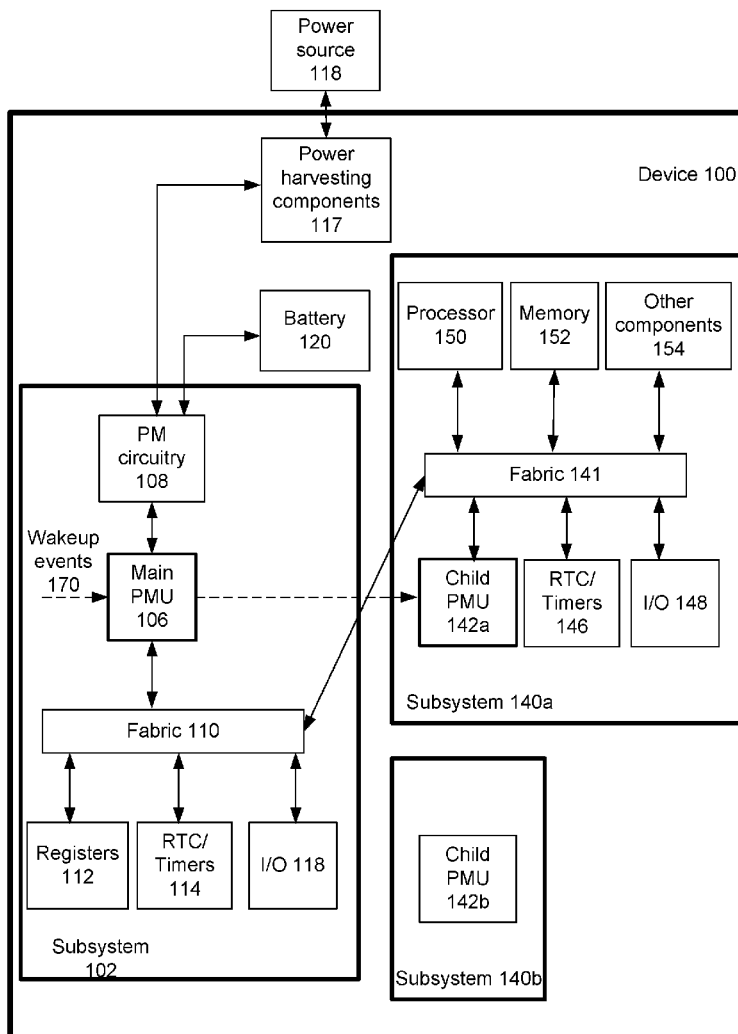 Power
source
118
Power
harvesting
components
117
Device 100
Battery
120
Processor
150
Memory
152
Other
components
154
PM
circuitry
108
Fabric 141
Wakeup
events
170
Main
PMU
106
Child
PMU
142a
RTC/
Timers
146
I/O 148
Subsystem 140a
Fabric 110
Registers
112
RTC/
Timers
114
I/O 118
Child
PMU
142b
Subsystem
102
Subsystem 140b